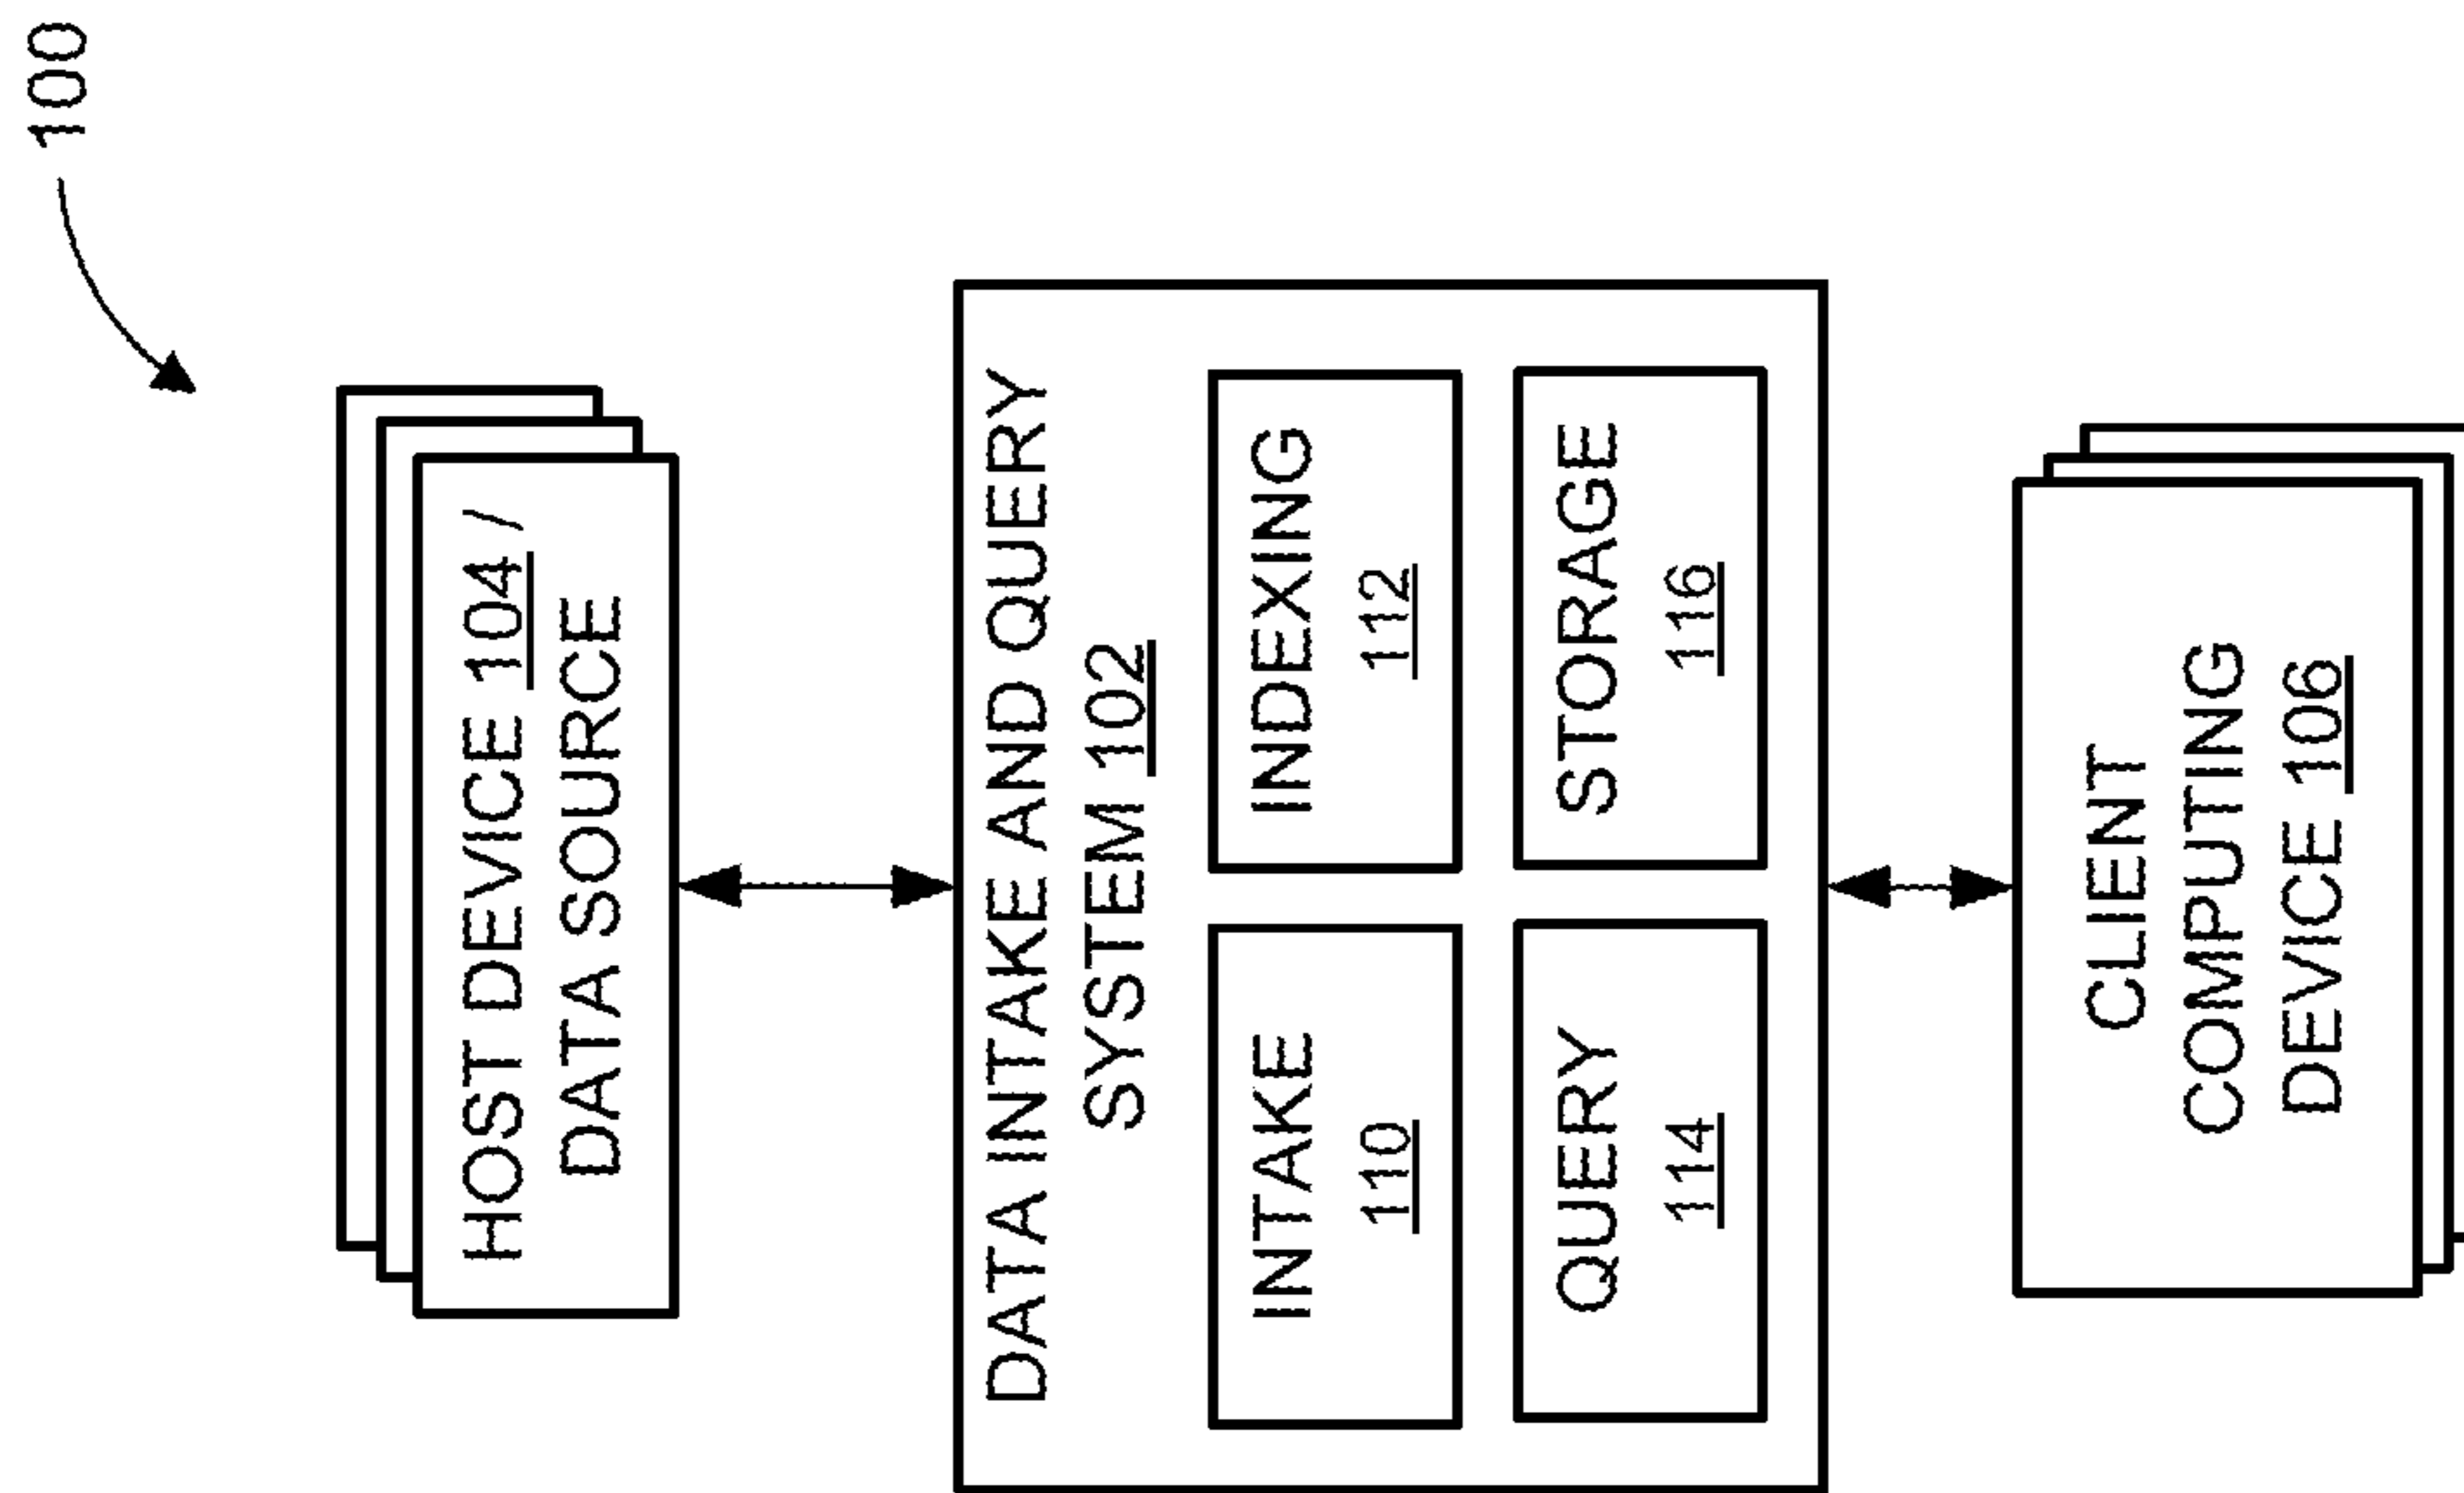 100
HOST DEVICE 104 /
DATA SOURCE
DATA INTAKE AND QUERY
SYSTEM 102
INTAKE
110
INDEXING
112
QUERY
114
STORAGE
116
CLIENT
COMPUTING
DEVICE 106